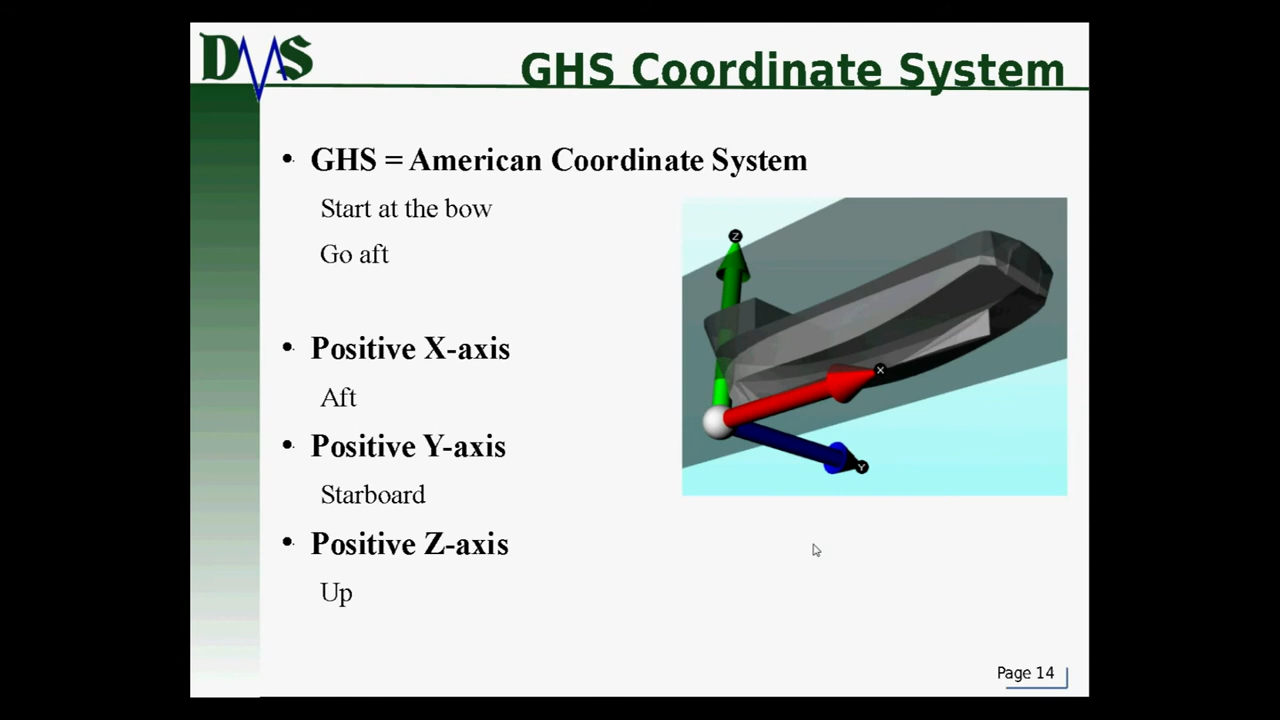 DMS
GHS Coordinate System
• GHS = American Coordinate System
Start at the bow
Go aft
• Positive X-axis
Aft
• Positive Y-axis
Starboard
• Positive Z-axis
Up
Z
X
Y
Page 14